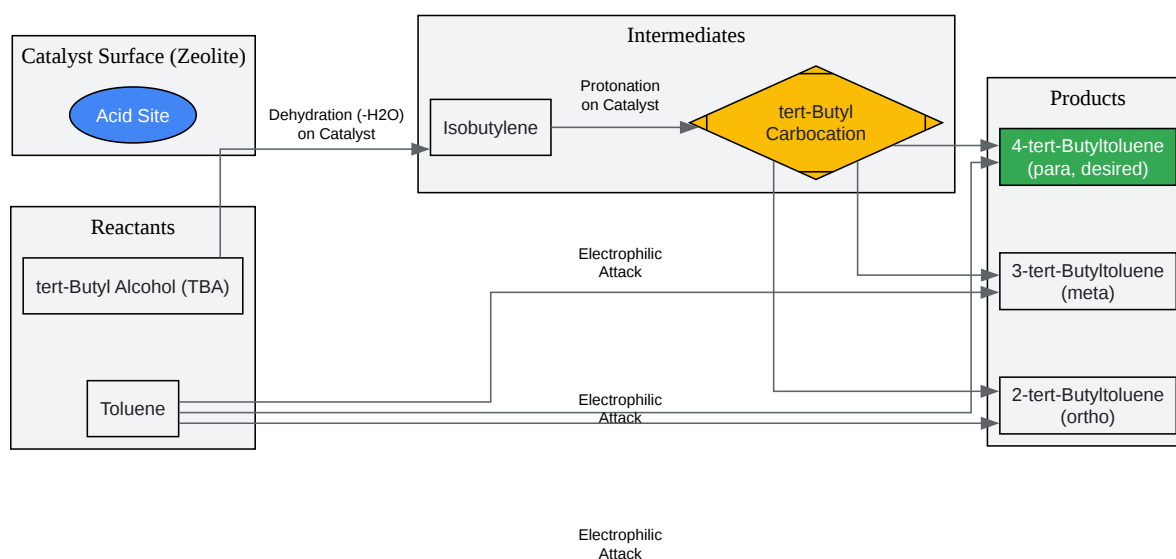 Catalyst Surface (Zeolite)
Acid Site
Reactants
tert-Butyl Alcohol (TBA)
Toluene
Dehydration (-H2O)
on Catalyst
Intermediates
Isobutylene
Protonation
on Catalyst
tert-Butyl
Carbocation
Electrophilic
Attack
Electrophilic
Attack
Electrophilic
Attack
Products
4-tert-Butyltoluene
(para, desired)
3-tert-Butyltoluene
(meta)
2-tert-Butyltoluene
(ortho)